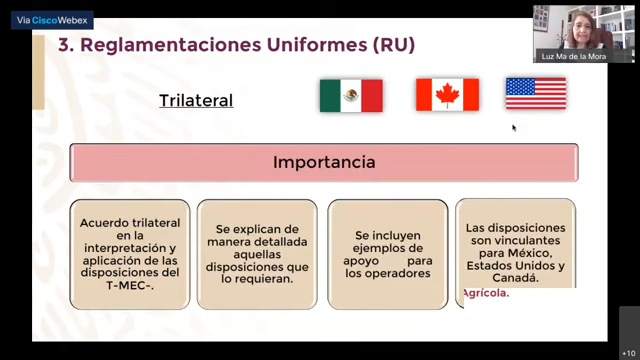 Via Cisco Webex
Luz Ma de la Mora
3. Reglamentaciones Uniformes (RU)
Trilateral
Importancia
Acuerdo trilateral
en la
interpretación y
aplicación de las
disposiciones del
T-MEC-.
Se explican de
manera detallada
aquellas
disposiciones que
lo requieran.
Se incluyen
ejemplos de
apoyo para
los operadores
Las disposiciones
son vinculantes
para México,
Estados Unidos y
Canadá.
Agrícola.
+10